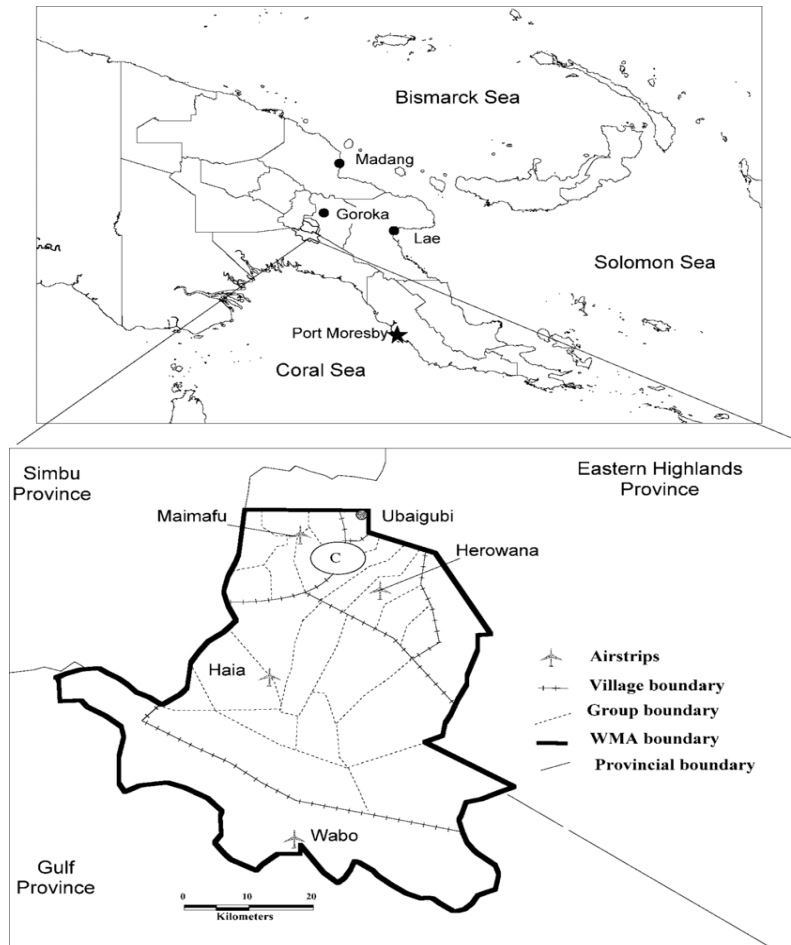 Bismarck Sea
Madang
Goroka
Lae
Solomon Sea
Port Moresby
Coral Sea
Simbu
Province
Eastern Highlands
Province
Maimafu
Ubaigubi
C
Herowana
Haia
Airstrips
Village boundary
Group boundary
WMA boundary
Provincial boundary
Wabo
Gulf
Province
0 10 20
Kilometers